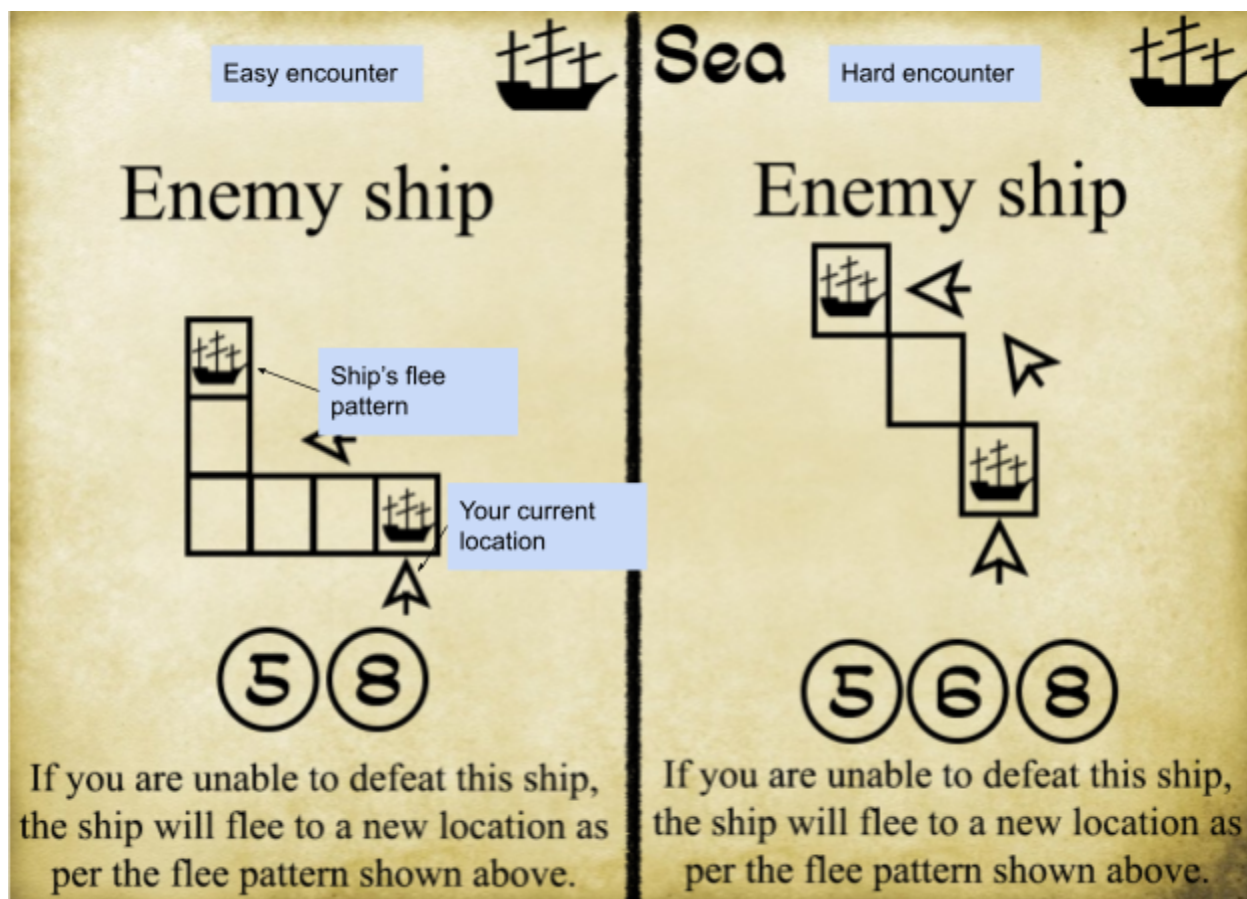 Easy encounter
Enemy ship
Ship's flee
pattern
Your current
location
5 8
If you are unable to defeat this ship,
the ship will flee to a new location as
per the flee pattern shown above.
Sea
Hard encounter
Enemy ship
5 6 8
If you are unable to defeat this ship,
the ship will flee to a new location as
per the flee pattern shown above.